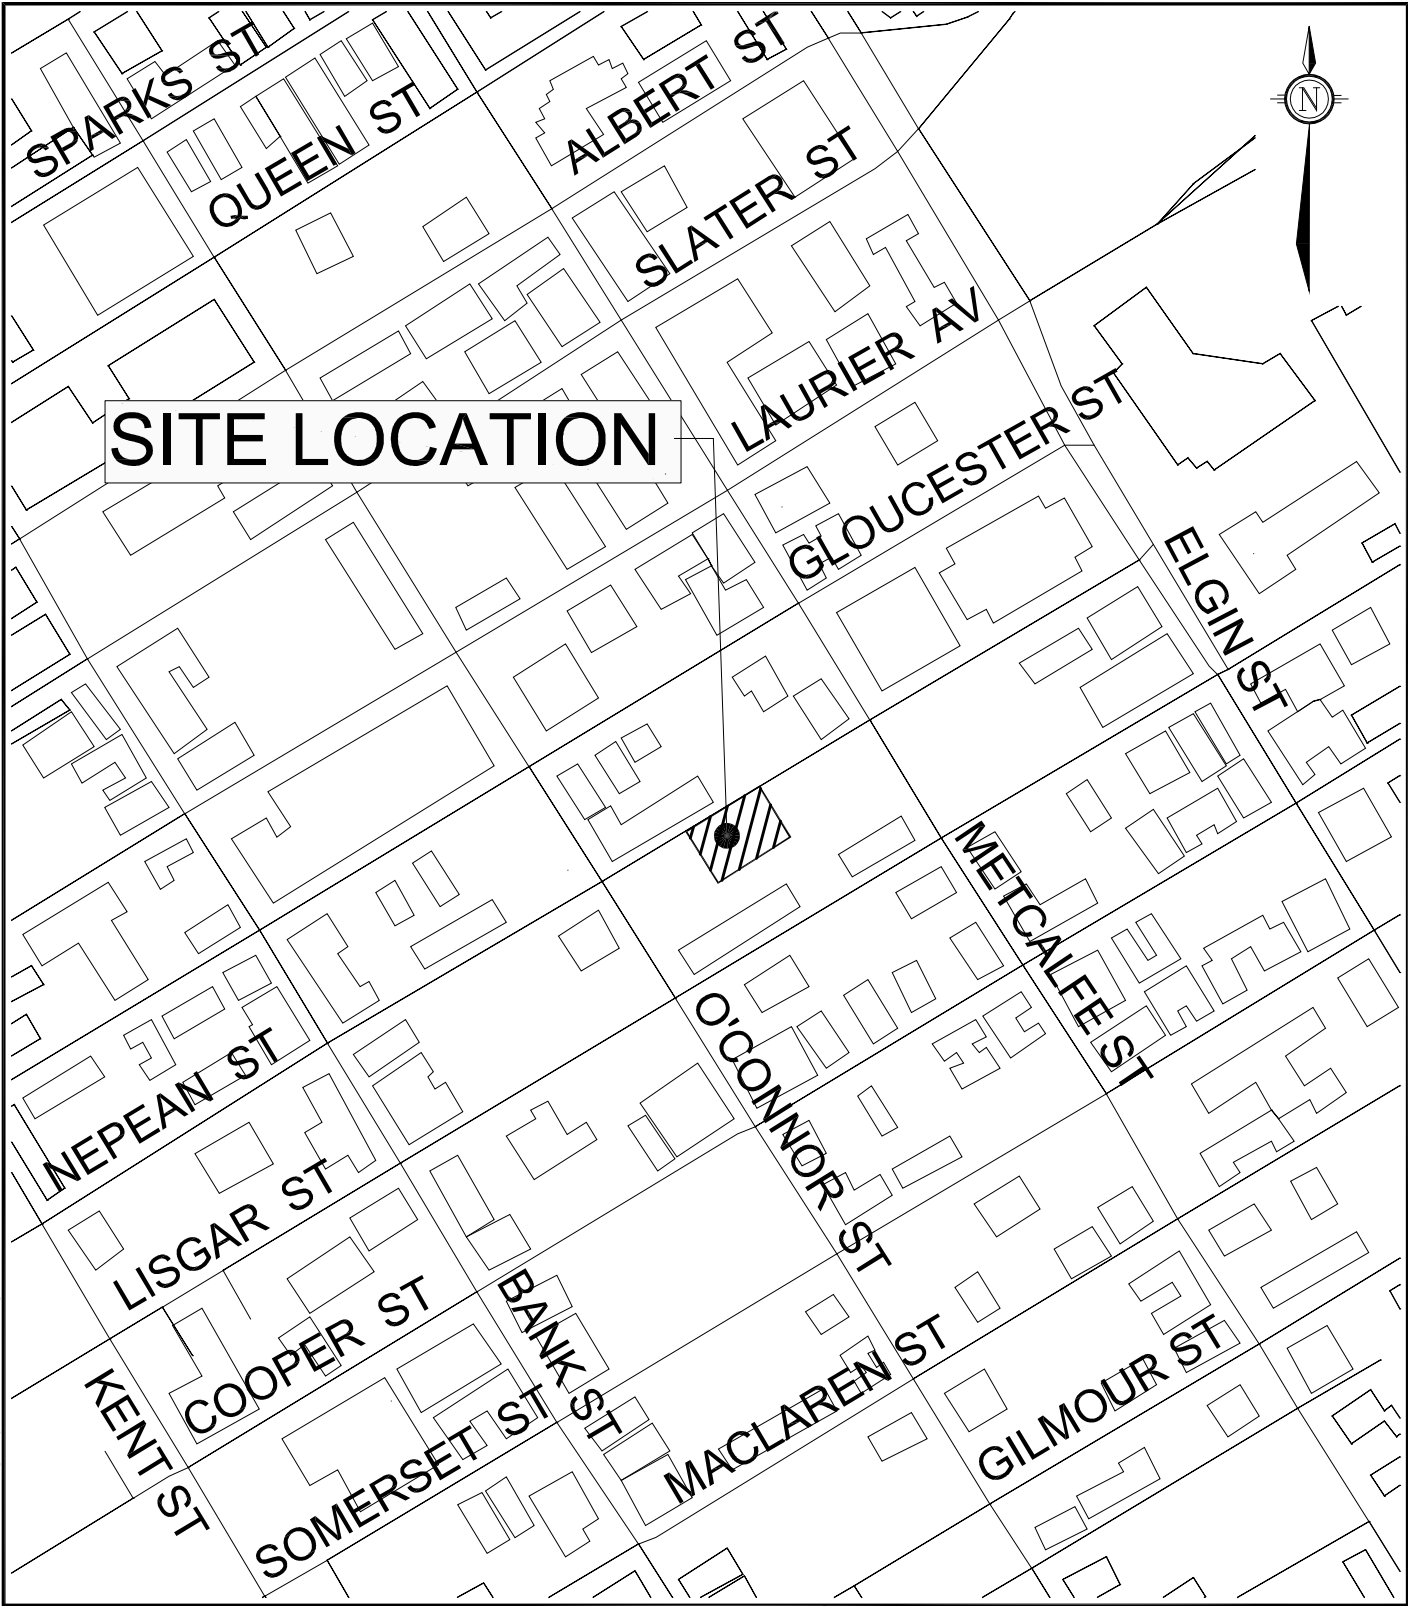 SPARKS ST
QUEEN ST
ALBERT ST
SLATER ST
N
LAURIER AV
SITE LOCATION
GLOUCESTER ST
ELGIN ST
METCALFE ST
O'CONNOR ST
NEPEAN ST
LISGAR ST
COOPER ST
BANK ST
KENT ST
SOMERSET ST
MACLAREN ST
GILMOUR ST